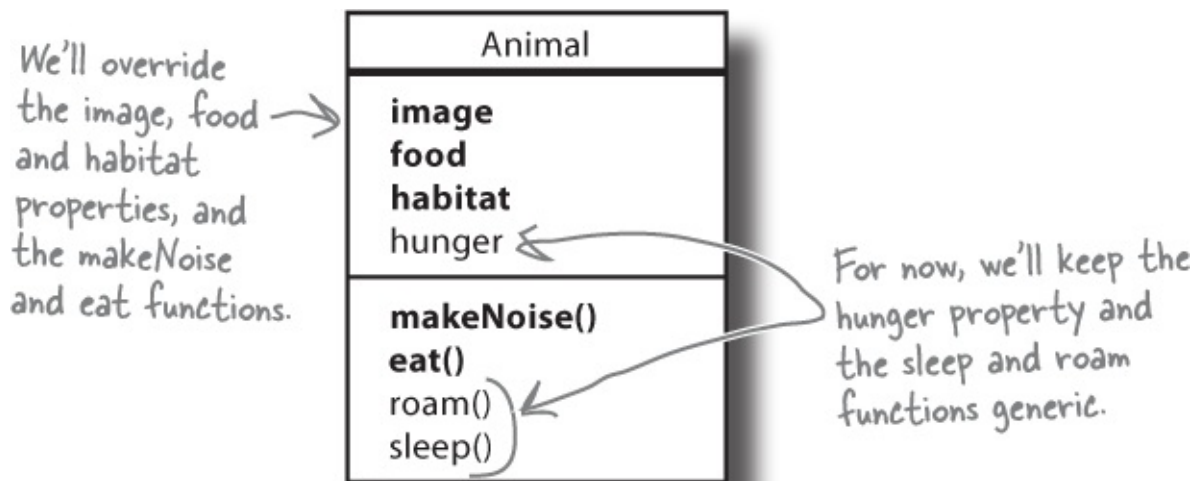 We'll override
the image, food
and habitat
properties, and
the makeNoise
and eat functions.
Animal
image
food
habitat
hunger
makeNoise()
eat()
roam()
sleep()
For now, we'll keep the
hunger property and
the sleep and roam
functions generic.